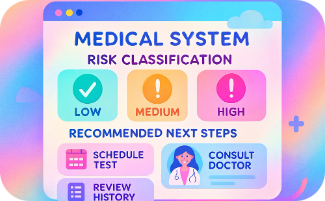 MEDICAL SYSTEM
RISK CLASSIFICATION
LOW
MEDIUM
HIGH
RECOMMENDED NEXT STEPS
SCHEDULE
TEST
CONSULT
DOCTOR
REVIEW
HISTORY